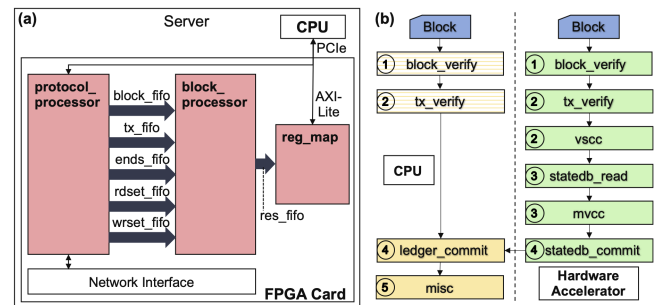 (a)
Server
CPU
PCIe
protocol_
processor
block_fifo
tx_fifo
ends_fifo
rdset_fifo
wrset_fifo
block_
processor
AXI-
Lite
reg_map
res_fifo
Network Interface
FPGA Card
(b)
Block
1 block_verify
2 tx_verify
CPU
4 ledger_commit
5 misc
Block
1 block_verify
2 tx_verify
2 vscc
3 statedb_read
3 mvcc
4 statedb_commit
Hardware
Accelerator